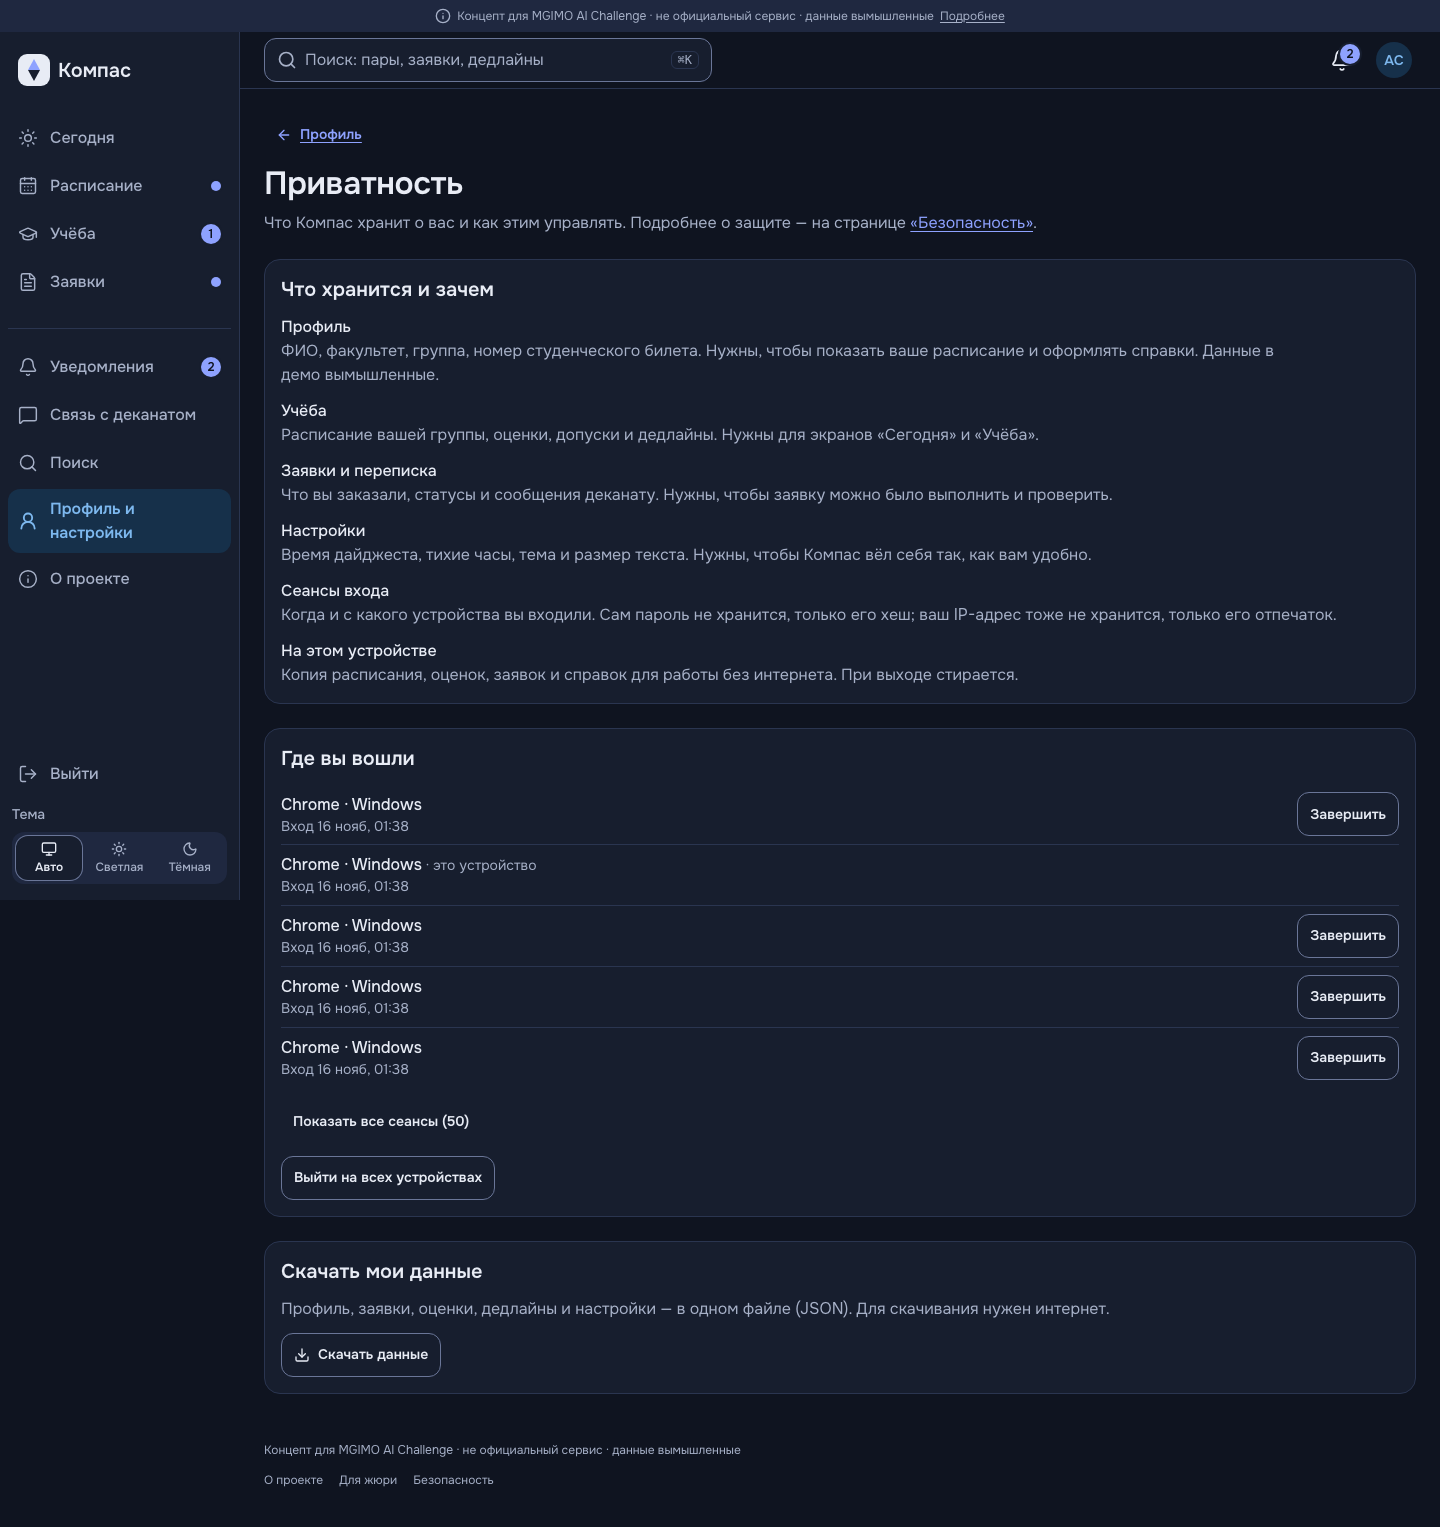 Концепт для MGIMO AI Challenge · не официальный сервис · данные вымышленные Подробнее
Компас
Поиск: пары, заявки, дедлайны
⌘K
2
АС
Сегодня
Расписание
Учёба
1
Заявки
Уведомления
2
Связь с деканатом
Поиск
Профиль и
настройки
О проекте
Выйти
Тема
Авто
Светлая
Тёмная
Профиль
Приватность
Что Компас хранит о вас и как этим управлять. Подробнее о защите — на странице «Безопасность».
Что хранится и зачем
Профиль
ФИО, факультет, группа, номер студенческого билета. Нужны, чтобы показать ваше расписание и оформлять справки. Данные в
демо вымышленные.
Учёба
Расписание вашей группы, оценки, допуски и дедлайны. Нужны для экранов «Сегодня» и «Учёба».
Заявки и переписка
Что вы заказали, статусы и сообщения деканату. Нужны, чтобы заявку можно было выполнить и проверить.
Настройки
Время дайджеста, тихие часы, тема и размер текста. Нужны, чтобы Компас вёл себя так, как вам удобно.
Сеансы входа
Когда и с какого устройства вы входили. Сам пароль не хранится, только его хеш; ваш IP-адрес тоже не хранится, только его отпечаток.
На этом устройстве
Копия расписания, оценок, заявок и справок для работы без интернета. При выходе стирается.
Где вы вошли
Chrome · Windows
Вход 16 нояб, 01:38
Завершить
Chrome · Windows · это устройство
Вход 16 нояб, 01:38
Chrome · Windows
Вход 16 нояб, 01:38
Завершить
Chrome · Windows
Вход 16 нояб, 01:38
Завершить
Chrome · Windows
Вход 16 нояб, 01:38
Завершить
Показать все сеансы (50)
Выйти на всех устройствах
Скачать мои данные
Профиль, заявки, оценки, дедлайны и настройки — в одном файле (JSON). Для скачивания нужен интернет.
Скачать данные
Концепт для MGIMO AI Challenge · не официальный сервис · данные вымышленные
О проекте Для жюри Безопасность